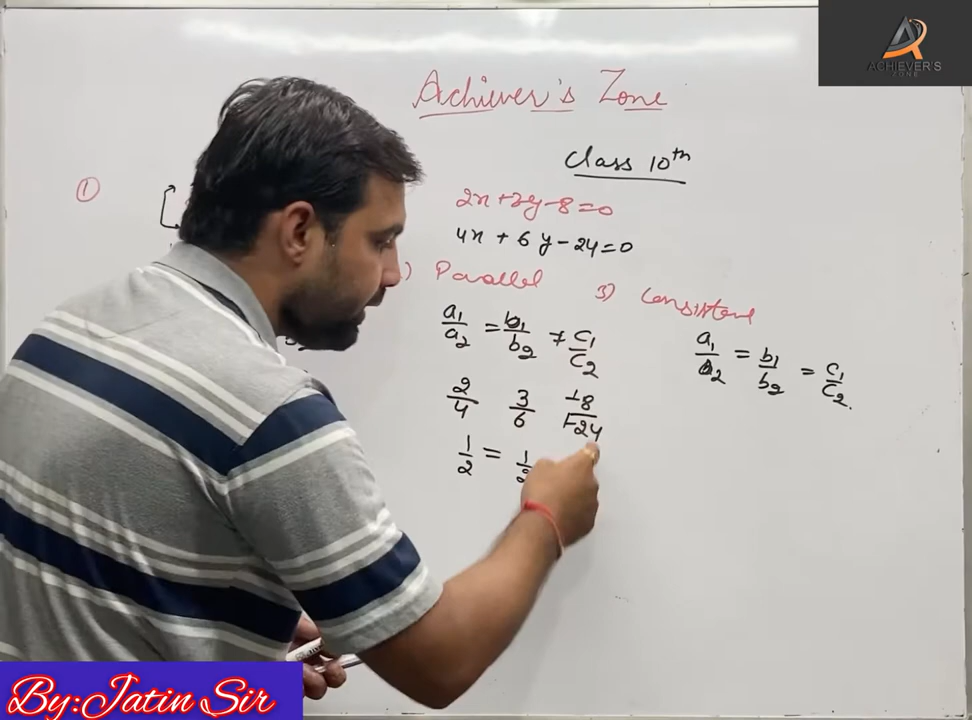 ACHIEVER'S
ZONE
Achiever's Zone
Class 10th
①
2x+3y-8=0
4x + 6y-24=0
) Parallel
3) Consistent
a₁/a₂ = b₁/b₂ ≠ c₁/c₂
a₁/a₂ = b₁/b₂ = c₁/c₂.
2/4 3/6 -8/-24
1/2 = 1/2
By:Jatin Sir